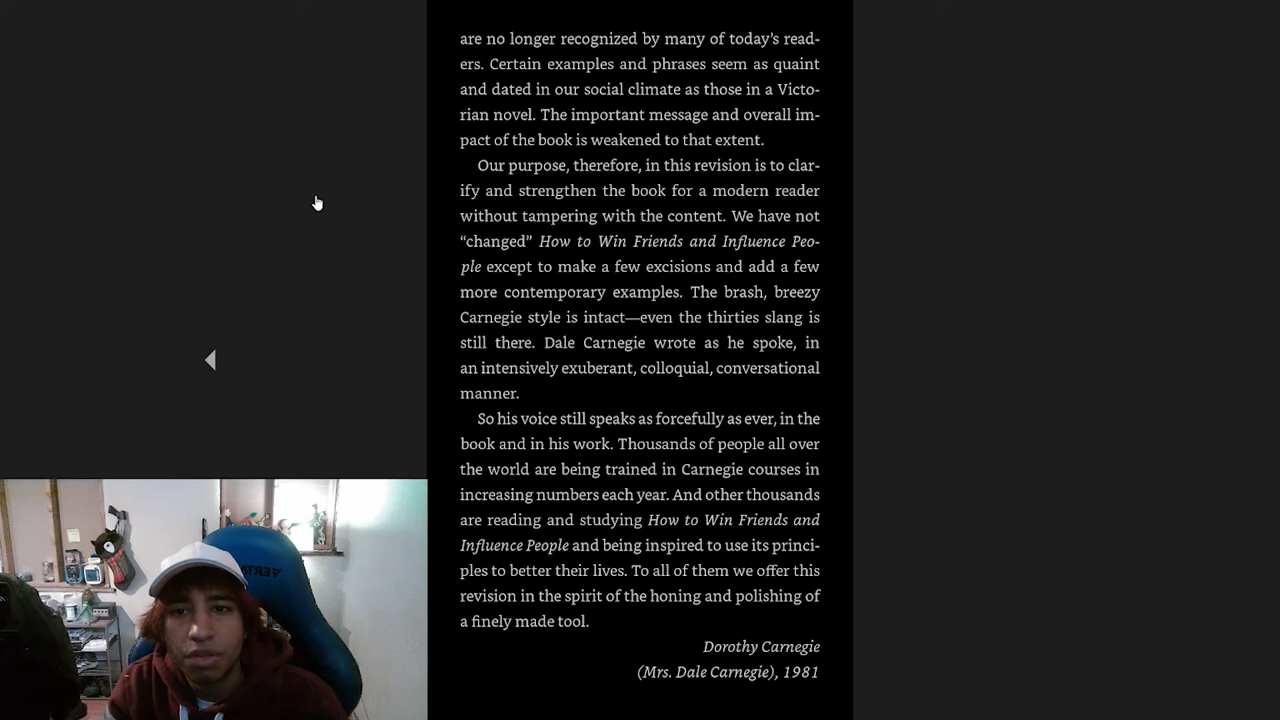 are no longer recognized by many of today's read-
ers. Certain examples and phrases seem as quaint
and dated in our social climate as those in a Victo-
rian novel. The important message and overall im-
pact of the book is weakened to that extent.
Our purpose, therefore, in this revision is to clar-
ify and strengthen the book for a modern reader
without tampering with the content. We have not
“changed” How to Win Friends and Influence Peo-
ple except to make a few excisions and add a few
more contemporary examples. The brash, breezy
Carnegie style is intact—even the thirties slang is
still there. Dale Carnegie wrote as he spoke, in
an intensively exuberant, colloquial, conversational
manner.
So his voice still speaks as forcefully as ever, in the
book and in his work. Thousands of people all over
the world are being trained in Carnegie courses in
increasing numbers each year. And other thousands
are reading and studying How to Win Friends and
Influence People and being inspired to use its princi-
ples to better their lives. To all of them we offer this
revision in the spirit of the honing and polishing of
a finely made tool.
Dorothy Carnegie
(Mrs. Dale Carnegie), 1981